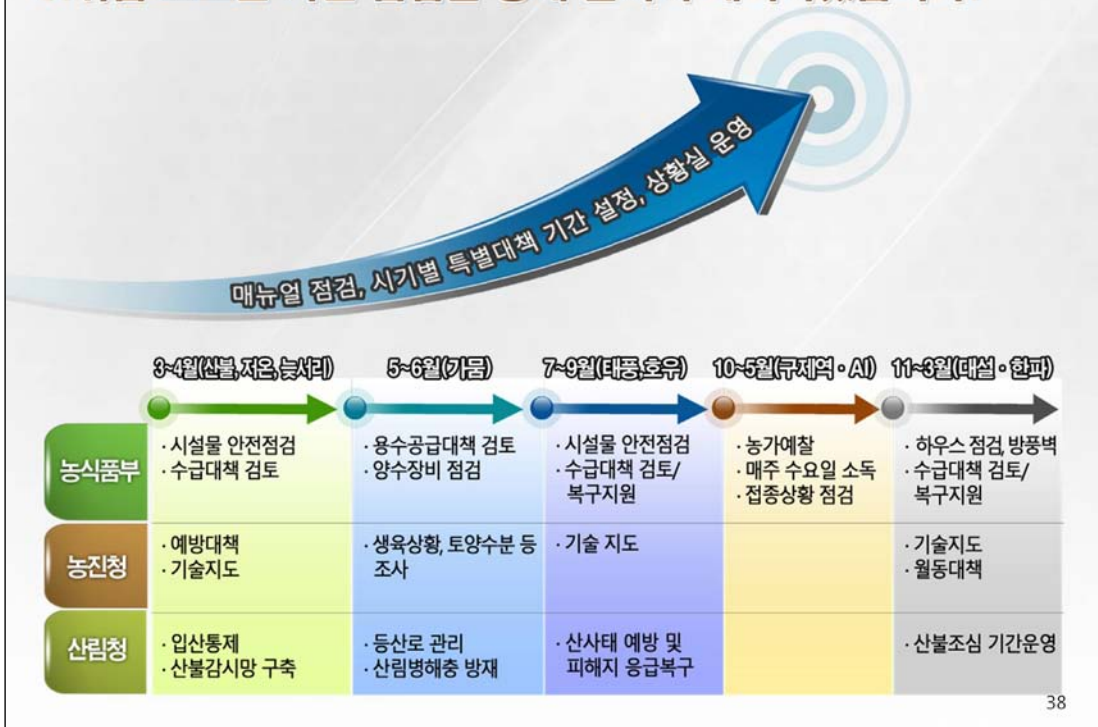 매뉴얼 점검, 시기별 특별대책 기간 설정, 상황실 운영
3~4월(산불, 저온, 늦서리)
5~6월(가뭄)
7~9월(태풍,호우)
10~5월(구제역·AI)
11~3월(대설·한파)
농식품부
· 시설물 안전점검
· 수급대책 검토
· 용수공급대책 검토
· 양수장비 점검
· 시설물 안전점검
· 수급대책 검토/
복구지원
· 농가예찰
· 매주 수요일 소독
· 접종상황 점검
· 하우스 점검, 방풍벽
· 수급대책 검토/
복구지원
농진청
· 예방대책
· 기술지도
· 생육상황, 토양수분 등
조사
· 기술 지도
· 기술지도
· 월동대책
산림청
· 입산통제
· 산불감시망 구축
· 등산로 관리
· 산림병해충 방재
· 산사태 예방 및
피해지 응급복구
· 산불조심 기간운영
38